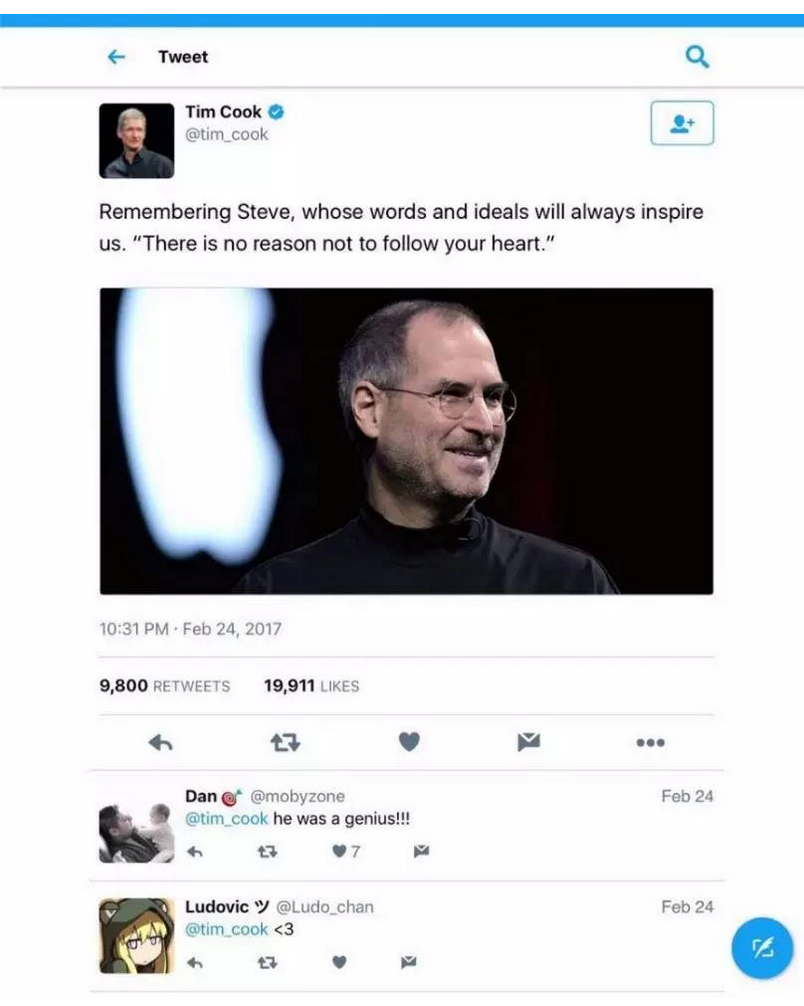 Tweet
Tim Cook
@tim_cook
Remembering Steve, whose words and ideals will always inspire
us. "There is no reason not to follow your heart."
10:31 PM · Feb 24, 2017
9,800 RETWEETS 19,911 LIKES
Dan 🎯 @mobyzone Feb 24
@tim_cook he was a genius!!!
7
Ludovic ツ @Ludo_chan Feb 24
@tim_cook <3